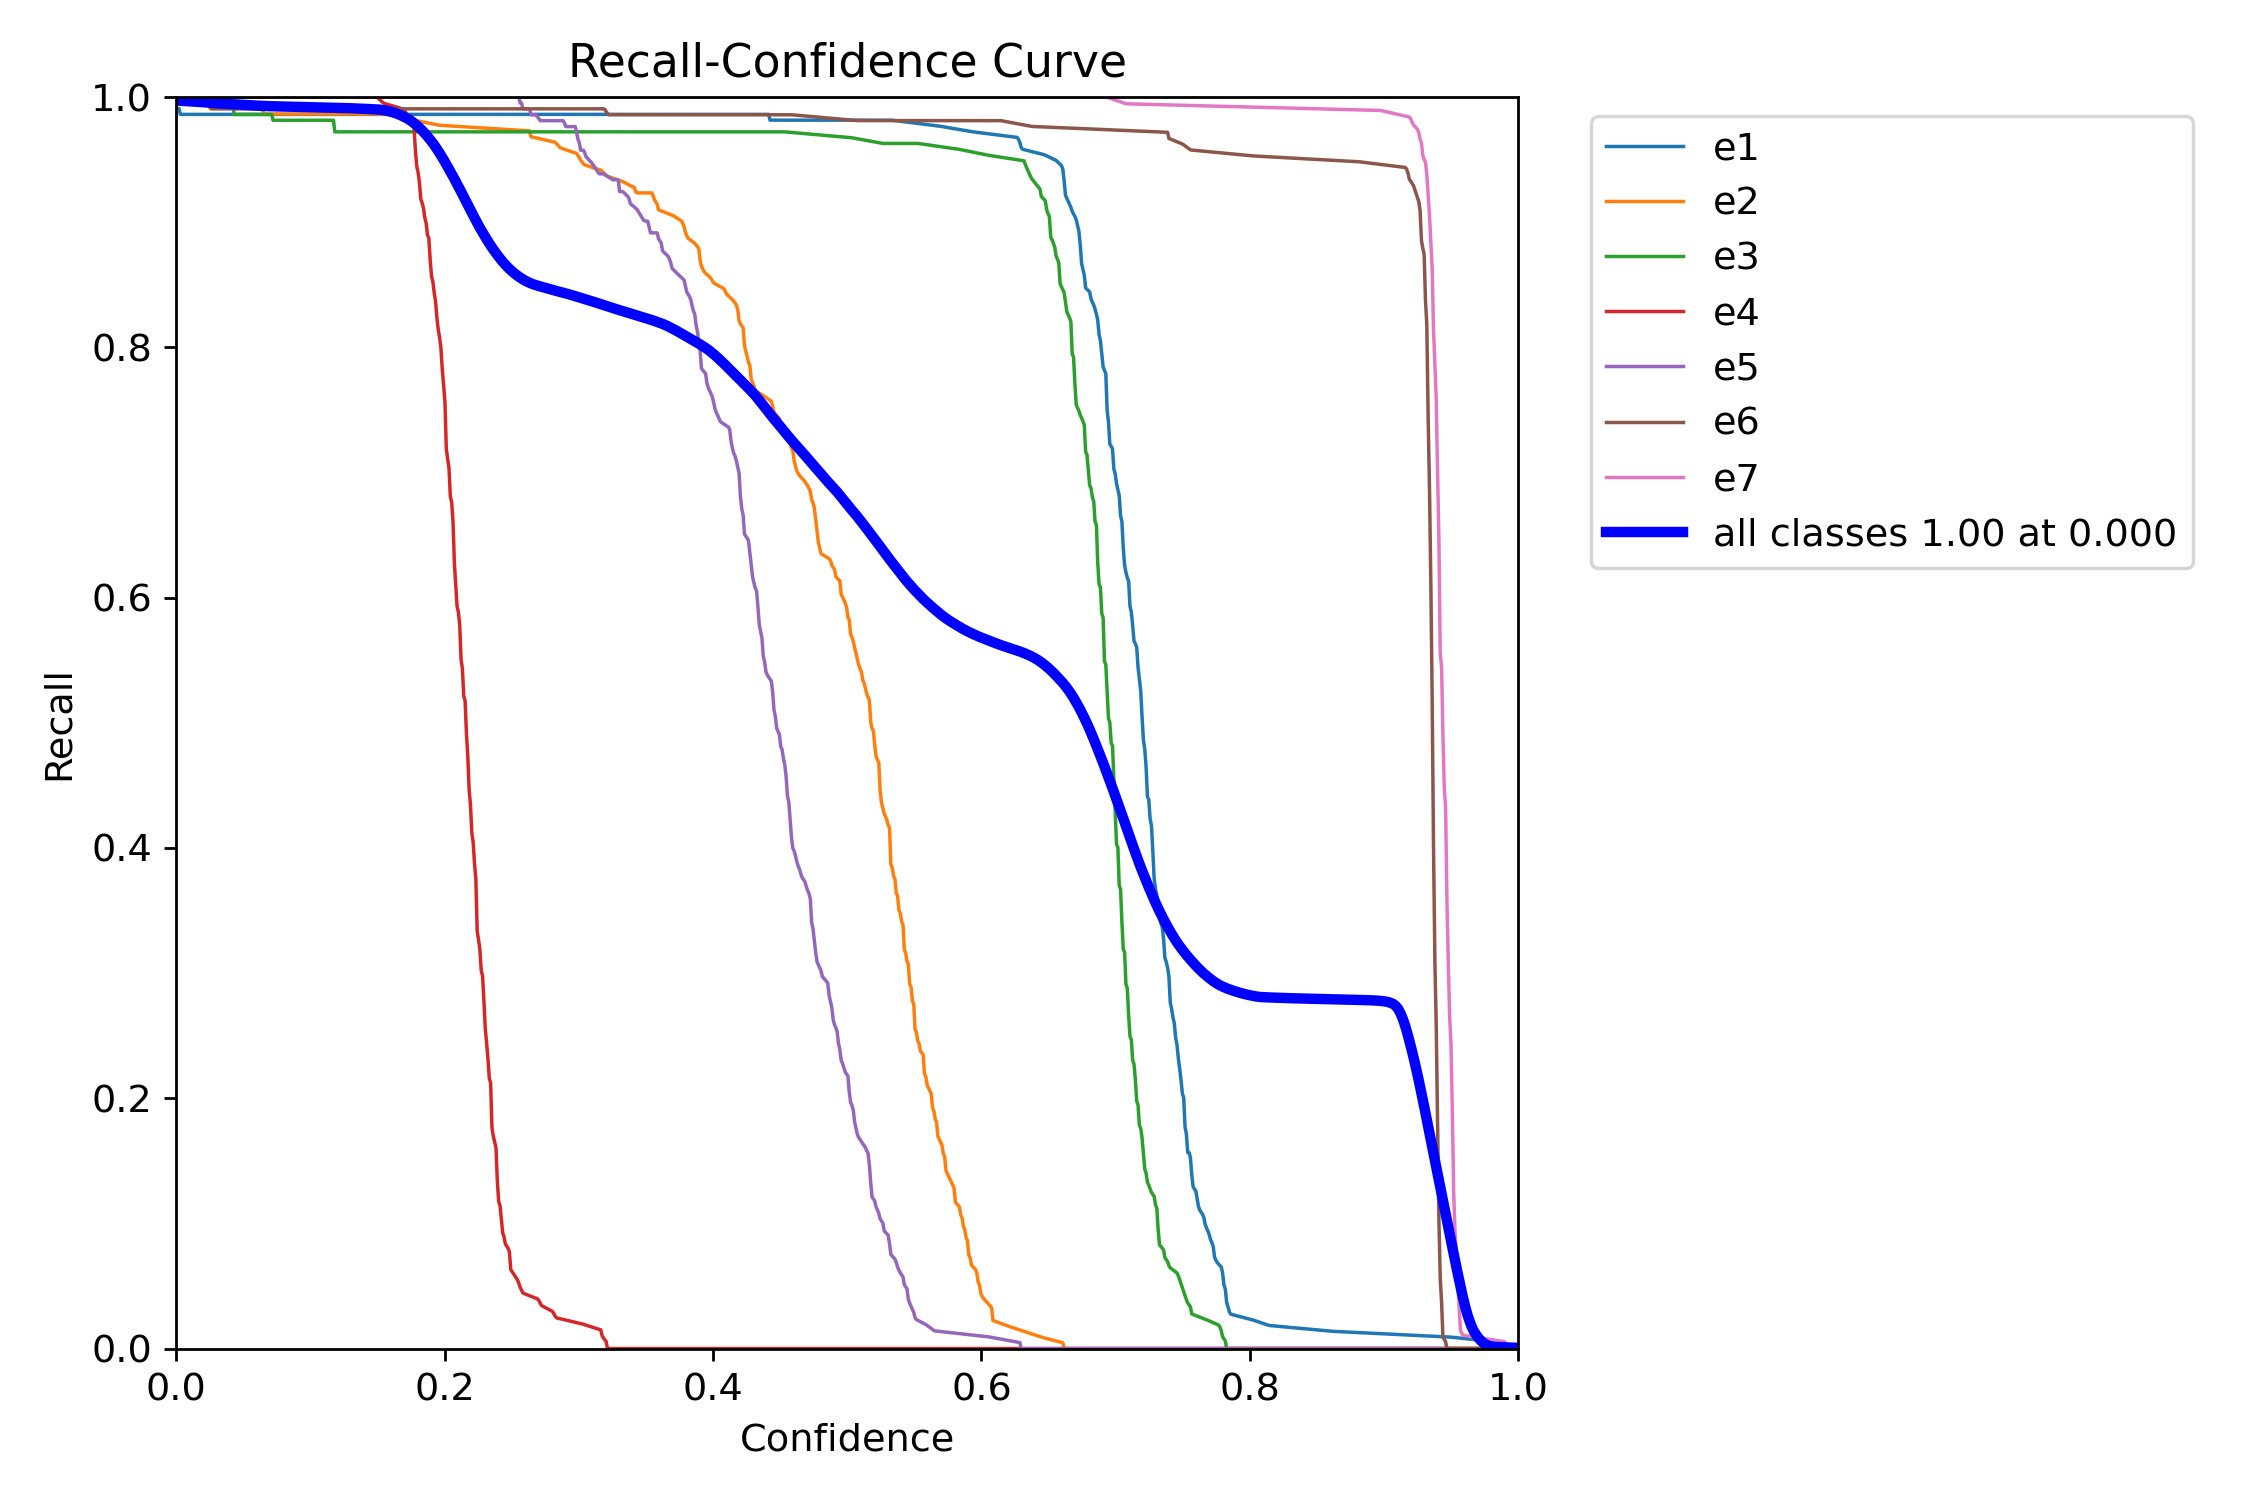 Recall-Confidence Curve
1.0
0.8
0.6
0.4
0.2
0.0
Recall
0.0 0.2 0.4 0.6 0.8 1.0
Confidence
e1
e2
e3
e4
e5
e6
e7
all classes 1.00 at 0.000